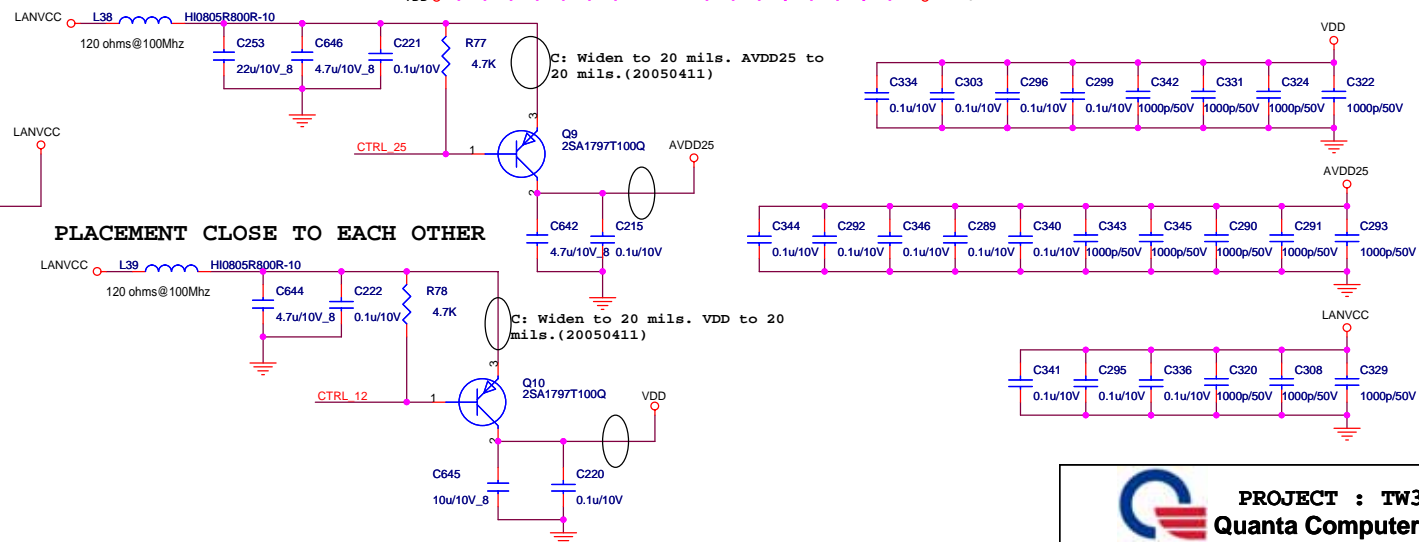 LANVCC
L38
HI0805R800R-10
120 ohms@100Mhz
C253
22u/10V_8
C646
4.7u/10V_8
C221
0.1u/10V
R77
4.7K
C: Widen to 20 mils. AVDD25 to
20 mils.(20050411)
3
Q9
2SA1797T100Q
CTRL_25
1
2
AVDD25
C642
4.7u/10V_8
C215
0.1u/10V
LANVCC
PLACEMENT CLOSE TO EACH OTHER
LANVCC
L39
HI0805R800R-10
120 ohms@100Mhz
C644
4.7u/10V_8
C222
0.1u/10V
R78
4.7K
C: Widen to 20 mils. VDD to 20
mils.(20050411)
3
Q10
2SA1797T100Q
CTRL_12
1
2
VDD
C645
10u/10V_8
C220
0.1u/10V
VDD
C334
0.1u/10V
C303
0.1u/10V
C296
0.1u/10V
C299
0.1u/10V
C342
1000p/50V
C331
1000p/50V
C324
1000p/50V
C322
1000p/50V
AVDD25
C344
0.1u/10V
C292
0.1u/10V
C346
0.1u/10V
C289
0.1u/10V
C340
0.1u/10V
C343
1000p/50V
C345
1000p/50V
C290
1000p/50V
C291
1000p/50V
C293
1000p/50V
LANVCC
C341
0.1u/10V
C295
0.1u/10V
C336
0.1u/10V
C320
1000p/50V
C308
1000p/50V
C329
1000p/50V
PROJECT : TW3
Quanta Computer